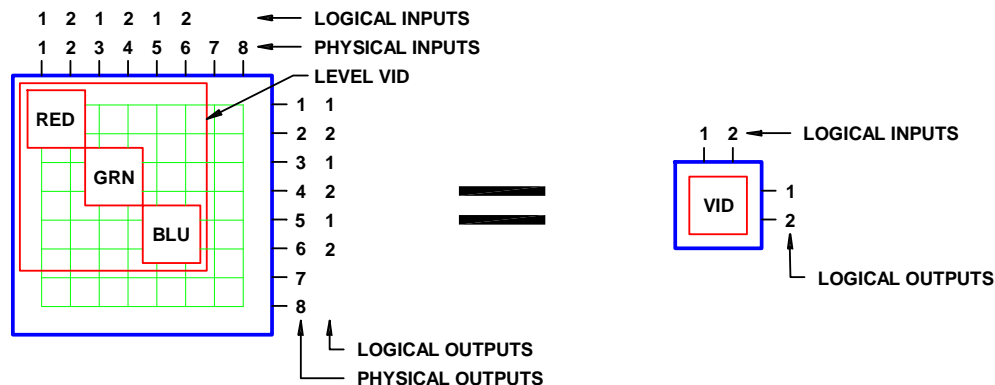 1 2 1 2 1 2 LOGICAL INPUTS
1 2 3 4 5 6 7 8 PHYSICAL INPUTS
LEVEL VID
RED
GRN
BLU
1 1
2 2
3 1
4 2
5 1
6 2
7
8
LOGICAL OUTPUTS
PHYSICAL OUTPUTS
1 2 LOGICAL INPUTS
VID
1
2
LOGICAL OUTPUTS